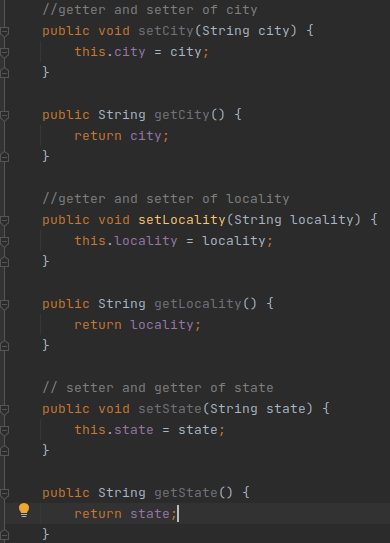 //getter and setter of city
public void setCity(String city) {
    this.city = city;
}

public String getCity() {
    return city;
}

//getter and setter of locality
public void setLocality(String locality) {
    this.locality = locality;
}

public String getLocality() {
    return locality;
}

// setter and getter of state
public void setState(String state) {
    this.state = state;
}

public String getState() {
    return state;
}